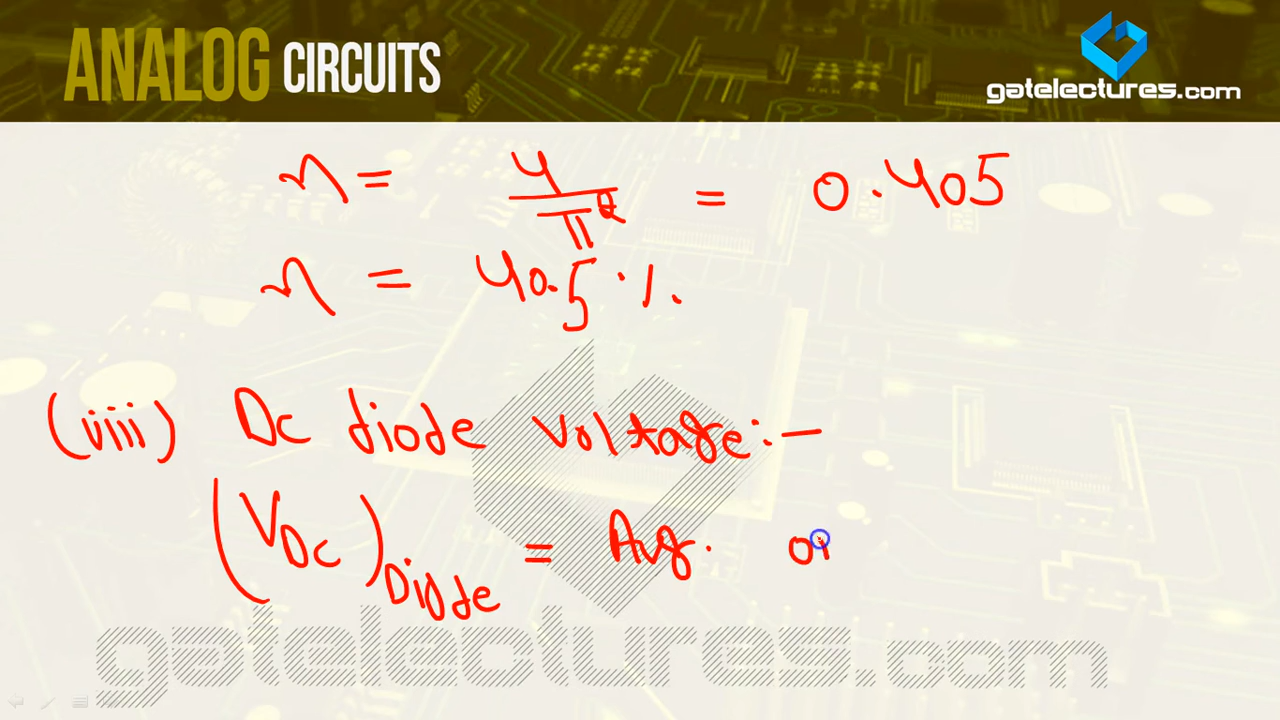 ANALOG CIRCUITS
gatelectures.com
η = 4/π² = 0.405
η = 40.5 %
(viii) Dc diode voltage:-
(VDc)Diode = Avg.
gatelectures.com